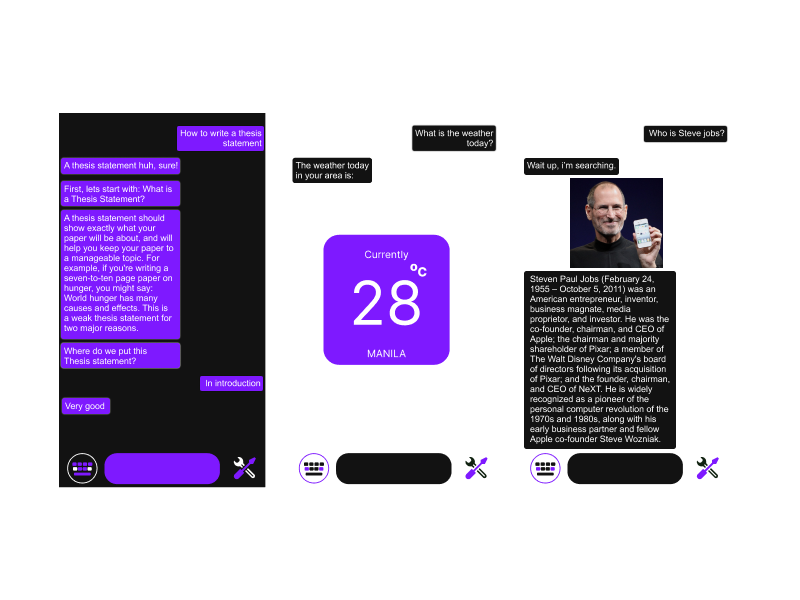 How to write a thesis
statement
A thesis statement huh, sure!
First, lets start with: What is
a Thesis Statement?
A thesis statement should
show exactly what your
paper will be about, and will
help you keep your paper to
a manageable topic. For
example, if you're writing a
seven-to-ten page paper on
hunger, you might say:
World hunger has many
causes and effects. This is
a weak thesis statement for
two major reasons.
Where do we put this
Thesis statement?
In introduction
Very good
What is the weather
today?
The weather today
in your area is:
Currently
ºc
28
MANILA
Who is Steve jobs?
Wait up, i'm searching.
Steven Paul Jobs (February 24,
1955 – October 5, 2011) was an
American entrepreneur, inventor,
business magnate, media
proprietor, and investor. He was the
co-founder, chairman, and CEO of
Apple; the chairman and majority
shareholder of Pixar; a member of
The Walt Disney Company's board
of directors following its acquisition
of Pixar; and the founder, chairman,
and CEO of NeXT. He is widely
recognized as a pioneer of the
personal computer revolution of the
1970s and 1980s, along with his
early business partner and fellow
Apple co-founder Steve Wozniak.